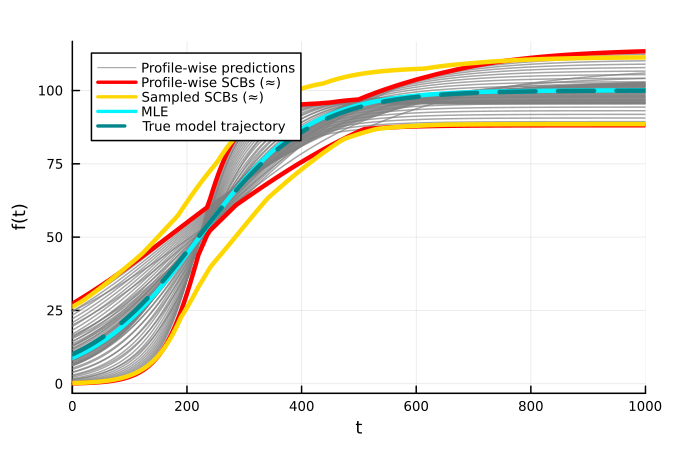 Profile-wise predictions
Profile-wise SCBs (≈)
Sampled SCBs (≈)
MLE
True model trajectory
100
75
50
25
0
f(t)
0 200 400 600 800 1000
t